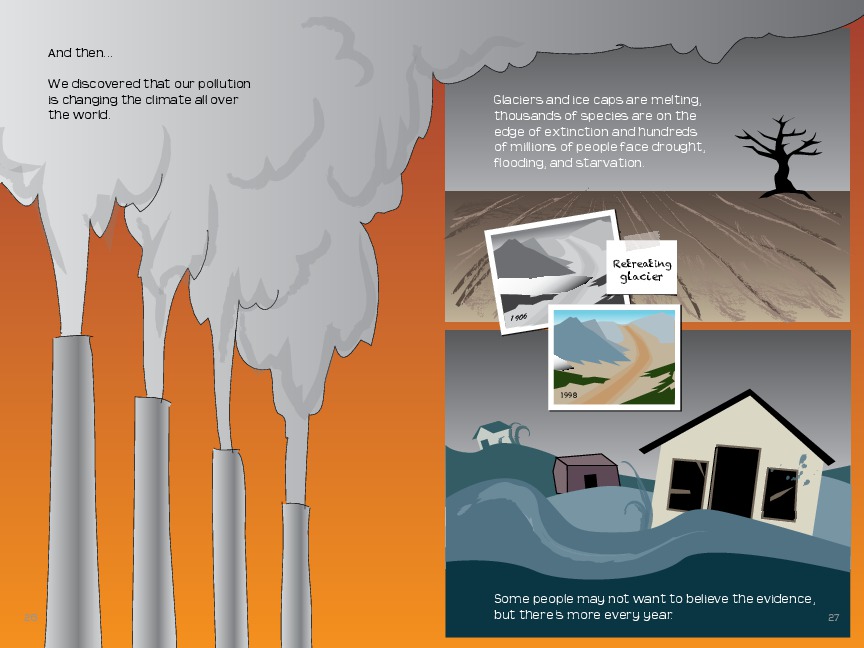 And then...
We discovered that our pollution
is changing the climate all over
the world.
26
Glaciers and ice caps are melting,
thousands of species are on the
edge of extinction and hundreds
of millions of people face drought,
flooding, and starvation.
Retreating
glacier
1906
1998
Some people may not want to believe the evidence,
but there's more every year.
27